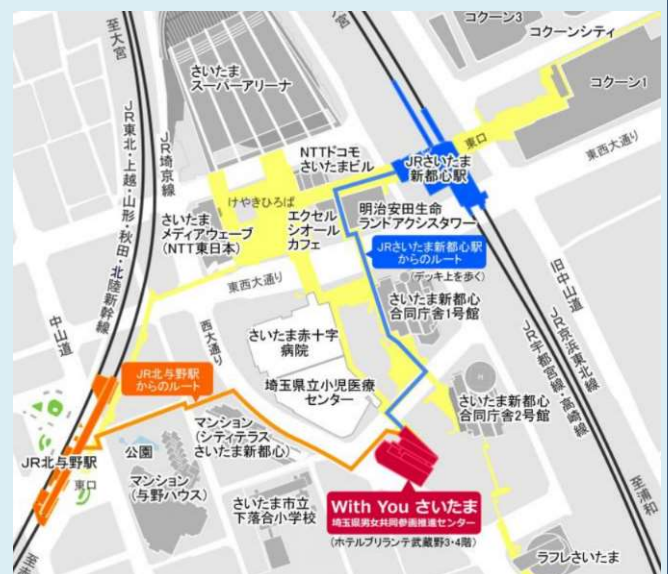 コクーン3
コクーンシティ
コクーン1
至大宮
至大宮
さいたま
スーパーアリーナ
JR東北・上越・山形・秋田・北陸新幹線
JR埼京線
NTTドコモ
さいたまビル
東口
JRさいたま
新都心駅
東西大通り
けやきひろば
さいたま
メディアウェーブ
(NTT東日本)
エクセル
シオール
カフェ
明治安田生命
ランドアクシスタワー
JRさいたま新都心駅
からのルート
(デッキ上を歩く)
旧中山道
東西大通り
中山道
西大通り
さいたま新都心
合同庁舎1号館
さいたま赤十字
病院
JR京浜東北線
JR宇都宮線・高崎線
JR北与野駅
からのルート
埼玉県立小児医療
センター
H
さいたま新都心
合同庁舎2号館
マンション
(シティテラス
さいたま新都心)
公園
JR北与野駅
東口
マンション
(与野ハウス)
さいたま市立
下落合小学校
With You さいたま
埼玉県男女共同参画推進センター
(ホテルブリランテ武蔵野3・4階)
至浦和
ラフレさいたま